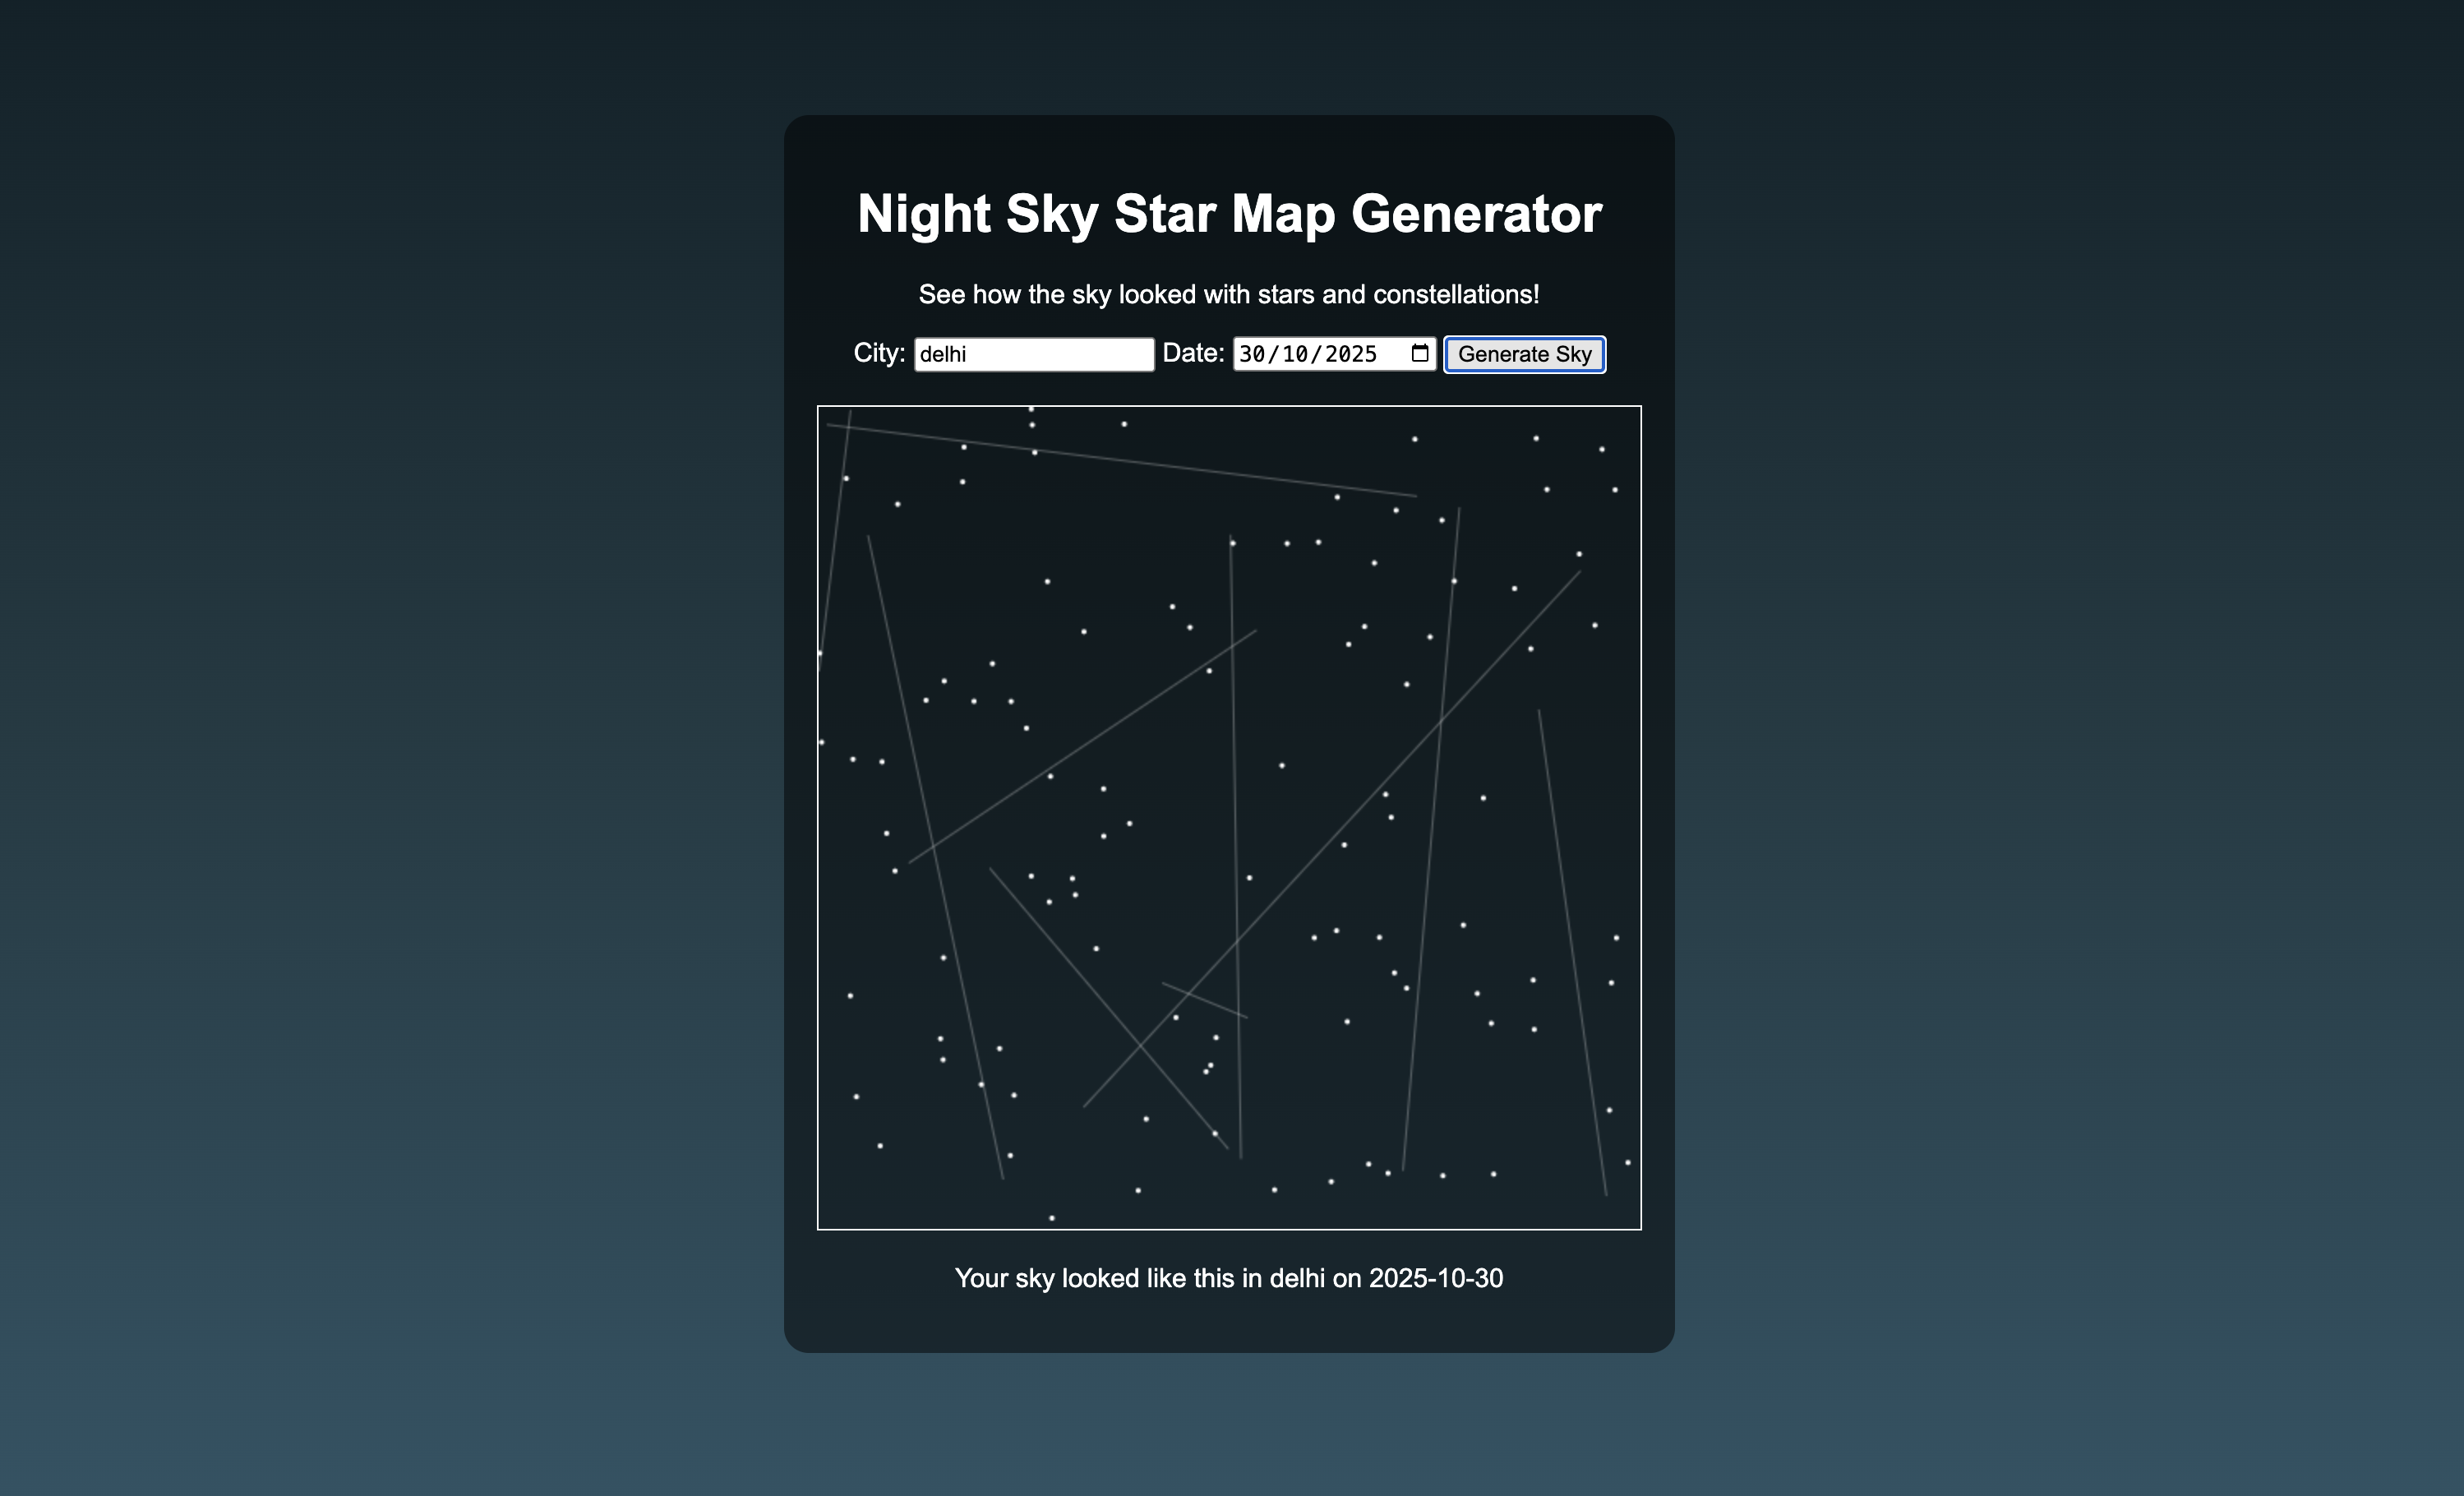 Night Sky Star Map Generator
See how the sky looked with stars and constellations!
City: delhi Date: 30/10/2025 Generate Sky
Your sky looked like this in delhi on 2025-10-30